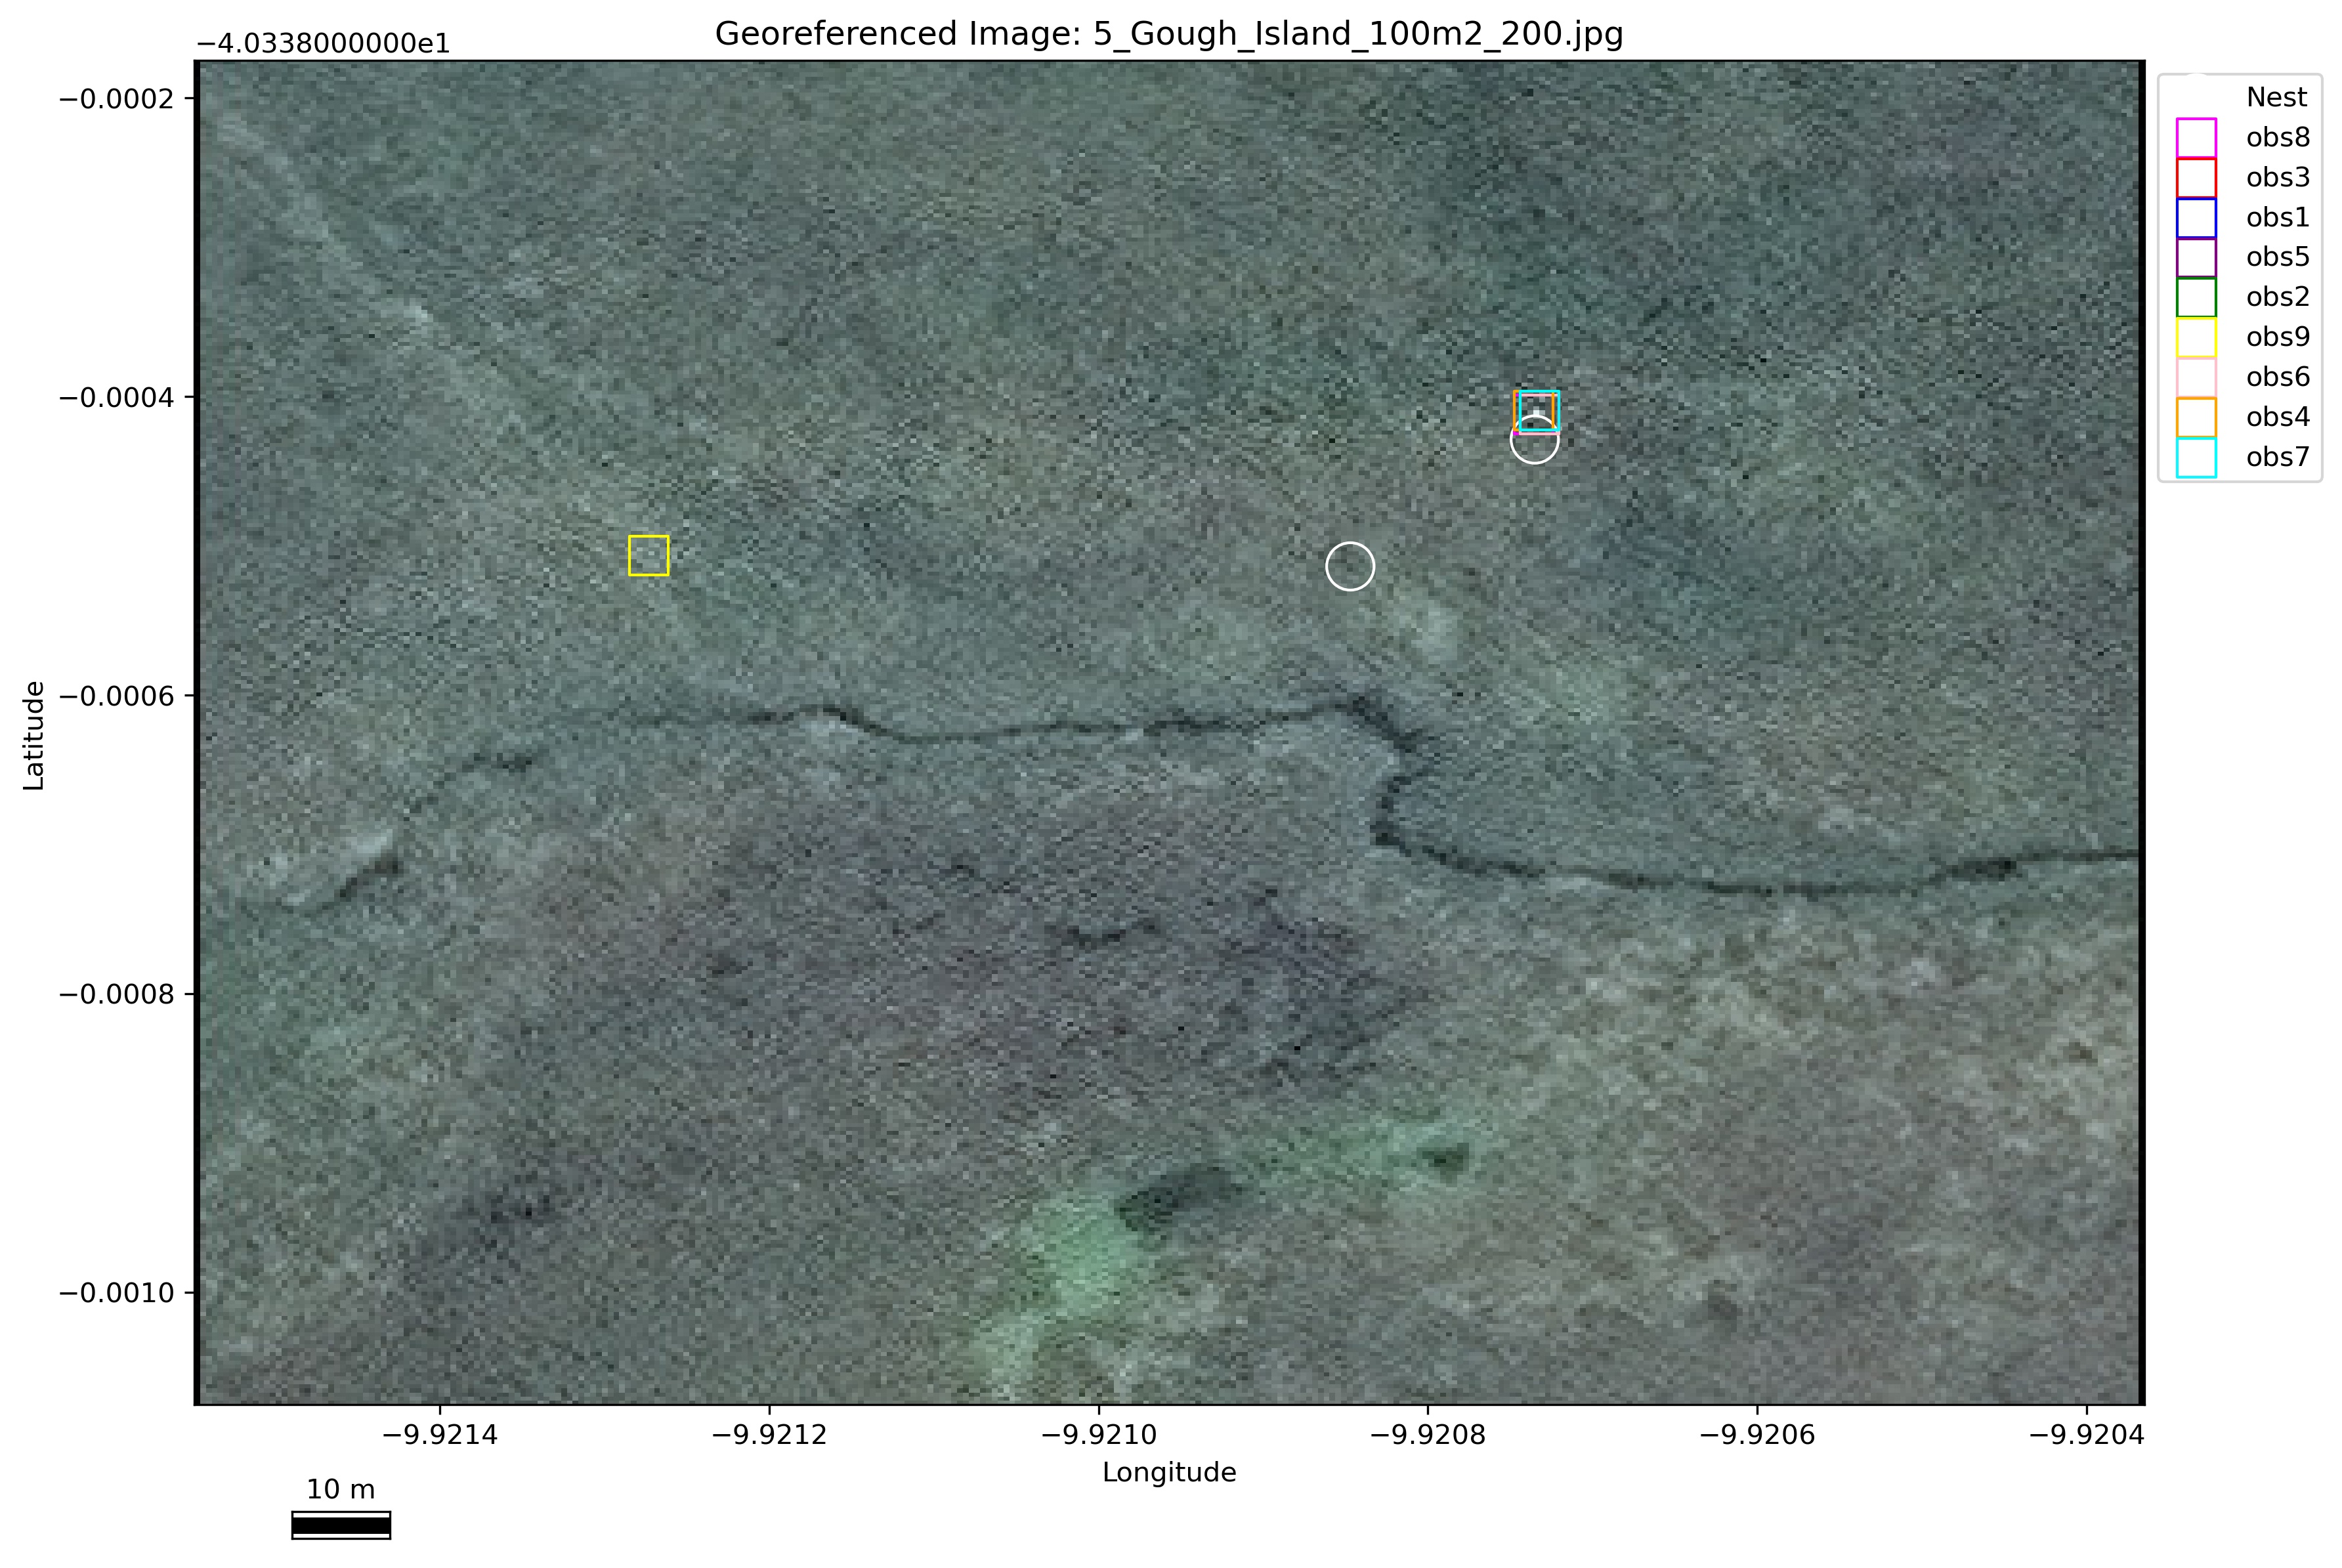 Georeferenced Image: 5_Gough_Island_100m2_200.jpg
−4.0338000000e1
−0.0002
−0.0004
−0.0006
−0.0008
−0.0010
Latitude
−9.9214
−9.9212
−9.9210
−9.9208
−9.9206
−9.9204
Longitude
10 m
Nest
obs8
obs3
obs1
obs5
obs2
obs9
obs6
obs4
obs7